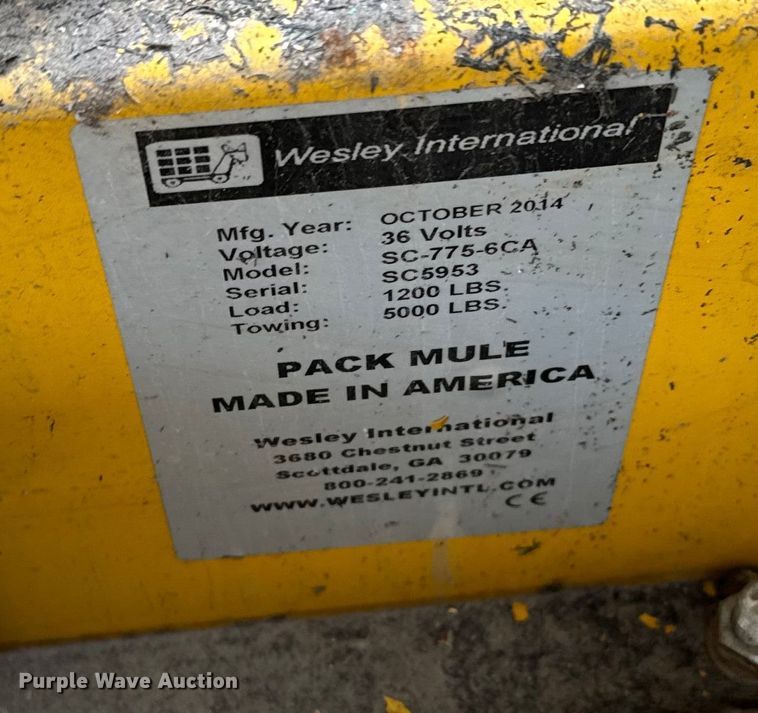 Wesley International
Mfg. Year: OCTOBER 2014
Voltage: 36 Volts
Model: SC-775-6CA
Serial: SC5953
Load: 1200 LBS.
Towing: 5000 LBS.
PACK MULE
MADE IN AMERICA
Wesley International
3680 Chestnut Street
Scottdale, GA 30079
800-241-2869
WWW.WESLEYINTL.COM
CE
Purple Wave Auction